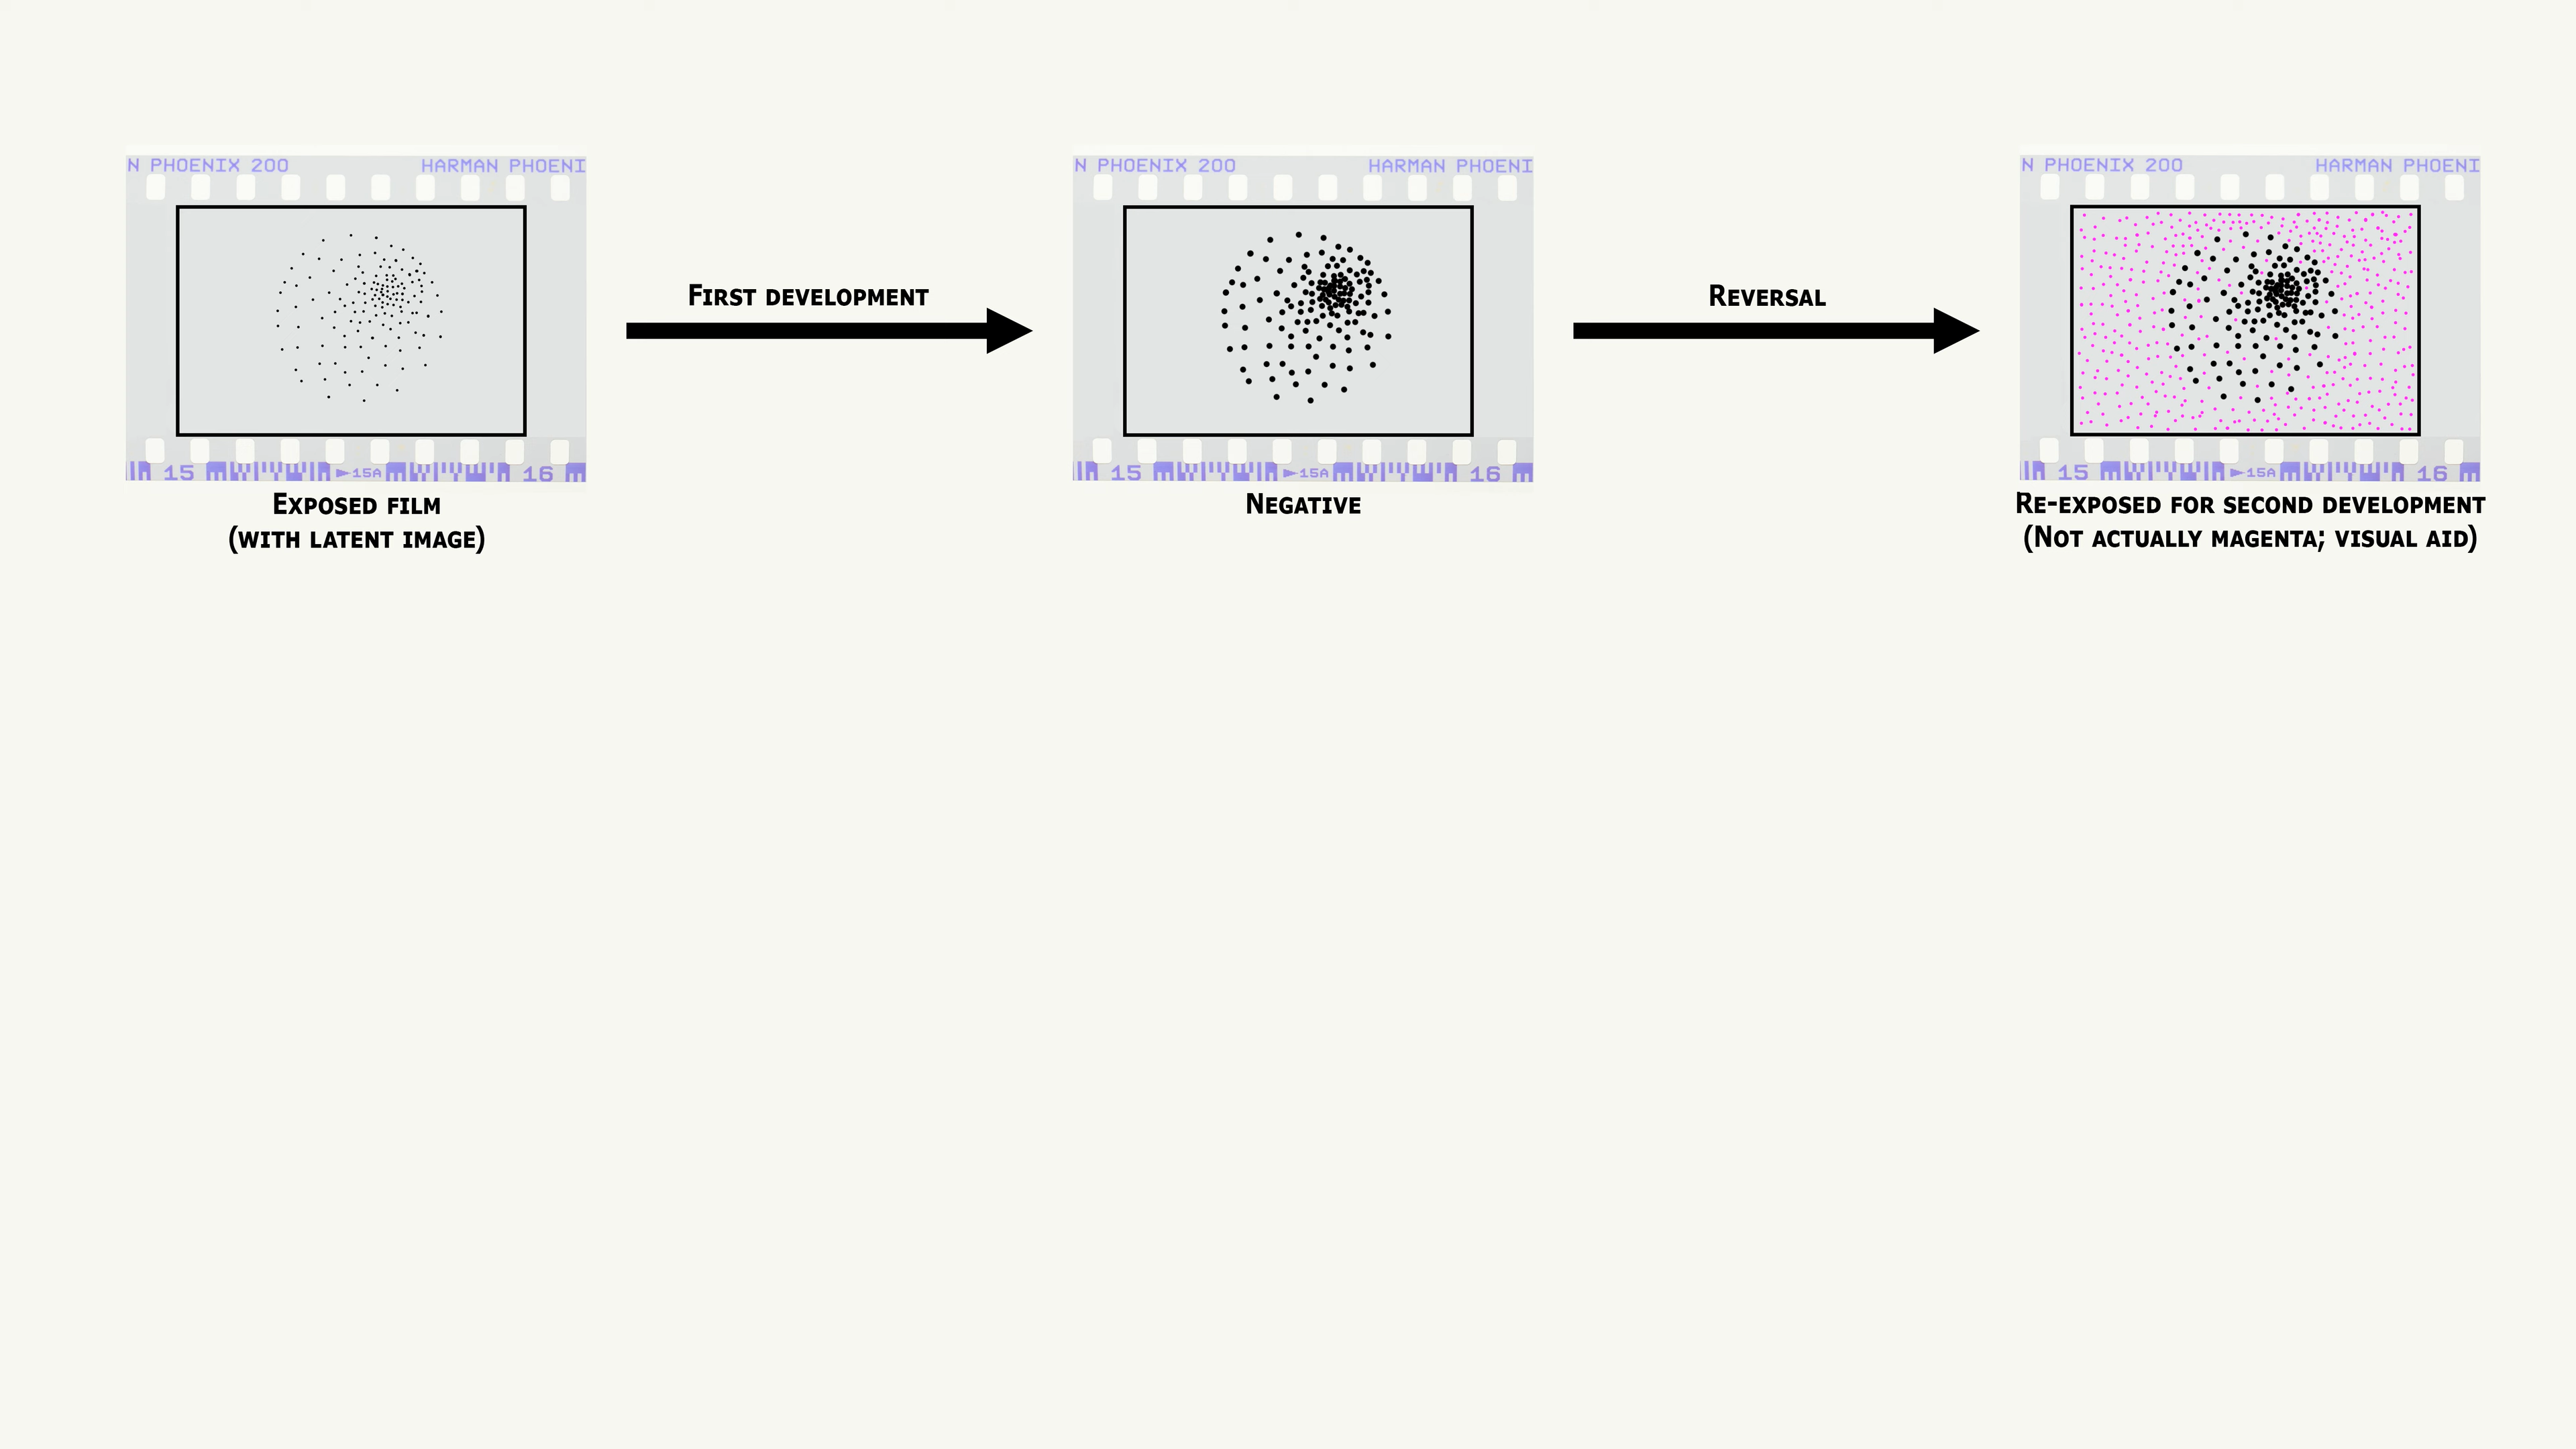 N PHOENIX 200 HARMAN PHOENI
15 ►15A 16
EXPOSED FILM
(WITH LATENT IMAGE)
FIRST DEVELOPMENT
N PHOENIX 200 HARMAN PHOENI
15 ►15A 16
NEGATIVE
REVERSAL
N PHOENIX 200 HARMAN PHOENI
15 ►15A 16
RE-EXPOSED FOR SECOND DEVELOPMENT
(NOT ACTUALLY MAGENTA; VISUAL AID)